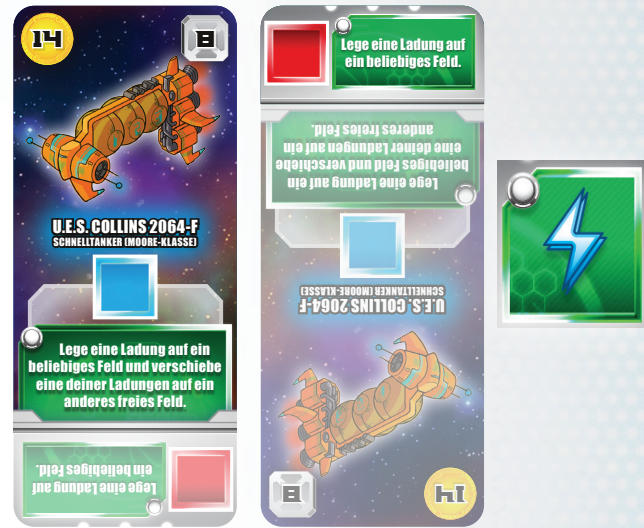 14
8
U.E.S. COLLINS 2064-F
SCHNELLTANKER (MOORE-KLASSE)
Lege eine Ladung auf ein
beliebiges Feld und verschiebe
eine deiner Ladungen auf ein
anderes freies Feld.
Lege eine Ladung auf
ein beliebiges Feld.
Lege eine Ladung auf
ein beliebiges Feld.
Lege eine Ladung auf ein
beliebiges Feld und verschiebe
eine deiner Ladungen auf ein
anderes freies Feld.
U.E.S. COLLINS 2064-F
SCHNELLTANKER (MOORE-KLASSE)
8
14